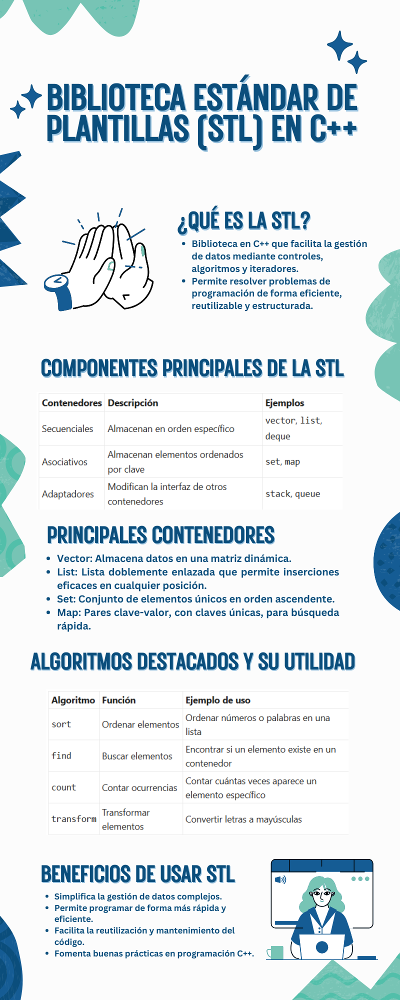 BIBLIOTECA ESTÁNDAR DE
PLANTILLAS (STL) EN C++
¿QUÉ ES LA STL?
• Biblioteca en C++ que facilita la gestión
de datos mediante controles,
algoritmos y iteradores.
• Permite resolver problemas de
programación de forma eficiente,
reutilizable y estructurada.
COMPONENTES PRINCIPALES DE LA STL
Contenedores Descripción Ejemplos
Secuenciales Almacenan en orden específico vector, list,
deque
Asociativos Almacenan elementos ordenados
por clave set, map
Adaptadores Modifican la interfaz de otros
contenedores stack, queue
PRINCIPALES CONTENEDORES
• Vector: Almacena datos en una matriz dinámica.
• List: Lista doblemente enlazada que permite inserciones
eficaces en cualquier posición.
• Set: Conjunto de elementos únicos en orden ascendente.
• Map: Pares clave-valor, con claves únicas, para búsqueda
rápida.
ALGORITMOS DESTACADOS Y SU UTILIDAD
Algoritmo Función Ejemplo de uso
sort Ordenar elementos Ordenar números o palabras en una
lista
find Buscar elementos Encontrar si un elemento existe en un
contenedor
count Contar ocurrencias Contar cuántas veces aparece un
elemento específico
transform Transformar
elementos Convertir letras a mayúsculas
BENEFICIOS DE USAR STL
• Simplifica la gestión de datos complejos.
• Permite programar de forma más rápida y
eficiente.
• Facilita la reutilización y mantenimiento del
código.
• Fomenta buenas prácticas en programación C++.